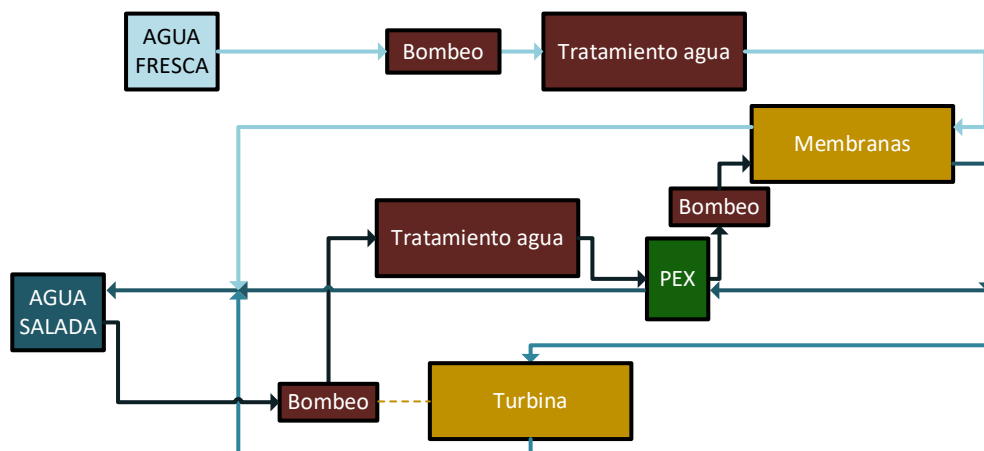 AGUA
FRESCA
Bombeo
Tratamiento agua
Membranas
Bombeo
Tratamiento agua
PEX
AGUA
SALADA
Bombeo
Turbina